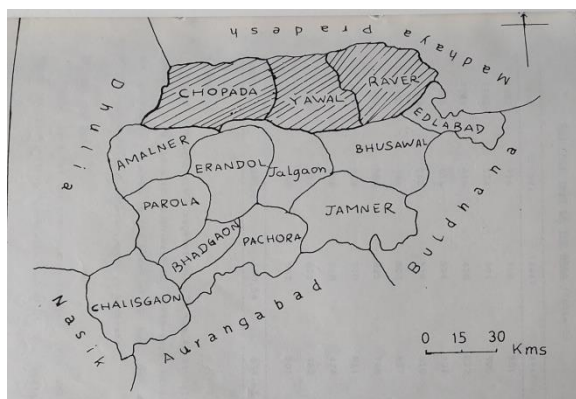 Madhaya pradesh
Dhulia
CHOPADA
YAWAL
RAVER
EDLABAD
AMALNER
ERANDOL
Jalgaon
BHUSAWAL
PAROLA
JAMNER
BHADGAON
PACHORA
Buldhana
CHALISGAON
Nasik
Aurangabad
0 15 30 Kms